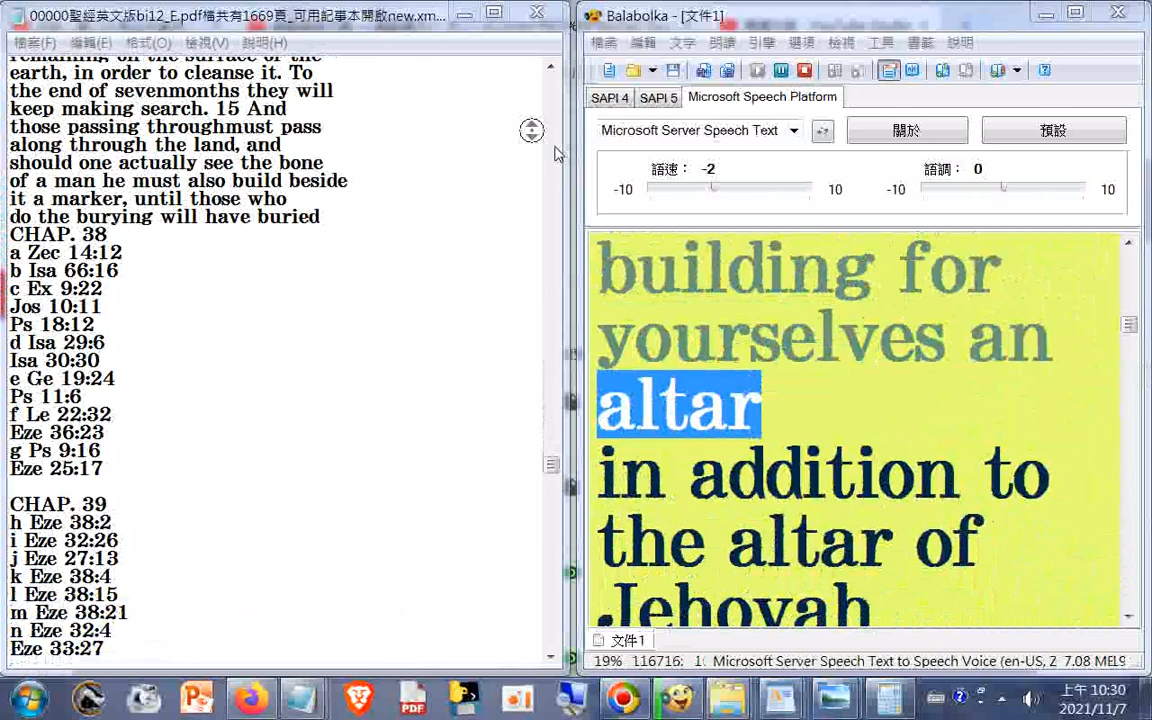 00000聖經英文版bi12_E.pdf檔共有1669頁_可用記事本開啟new.xm...
檔案(F) 編輯(E) 格式(O) 檢視(V) 說明(H)
remaining on the surface of the
earth, in order to cleanse it. To
the end of sevenmonths they will
keep making search. 15 And
those passing throughmust pass
along through the land, and
should one actually see the bone
of a man he must also build beside
it a marker, until those who
do the burying will have buried
CHAP. 38
a Zec 14:12
b Isa 66:16
c Ex 9:22
Jos 10:11
Ps 18:12
d Isa 29:6
Isa 30:30
e Ge 19:24
Ps 11:6
f Le 22:32
Eze 36:23
g Ps 9:16
Eze 25:17
CHAP. 39
h Eze 38:2
i Eze 32:26
j Eze 27:13
k Eze 38:4
l Eze 38:15
m Eze 38:21
n Eze 32:4
Eze 33:27
Balabolka - [文件1]
檔案 編輯 文字 朗讀 引擎 選項 檢視 工具 書籤 說明
SAPI 4 SAPI 5 Microsoft Speech Platform
Microsoft Server Speech Text 關於 預設
語速： -2 語調： 0
-10 10 -10 10
building for
yourselves an
altar
in addition to
the altar of
Jehovah
文件1
19% 116716: Microsoft Server Speech Text to Speech Voice (en-US, 7.08
上午 10:30
2021/11/7